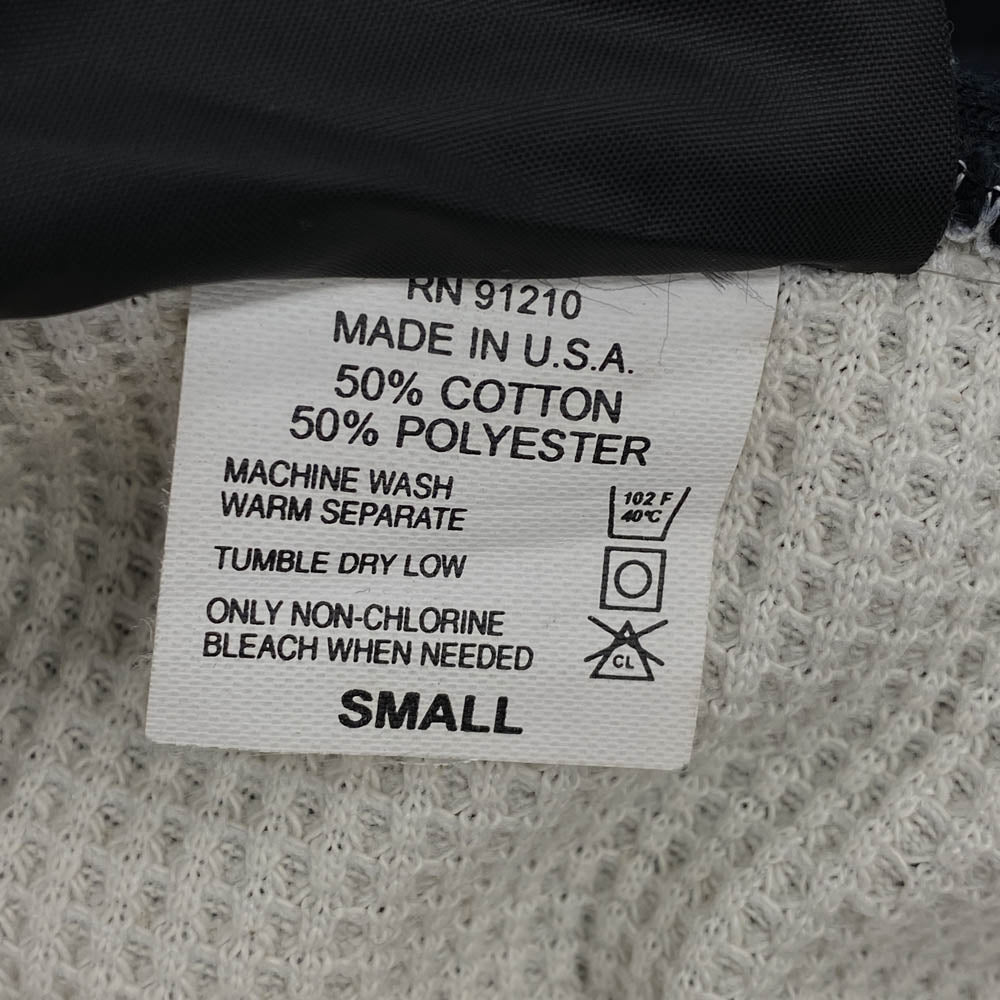 RN 91210
MADE IN U.S.A.
50% COTTON
50% POLYESTER
MACHINE WASH
WARM SEPARATE
102 F
40°C
TUMBLE DRY LOW
ONLY NON-CHLORINE
BLEACH WHEN NEEDED
CL
SMALL